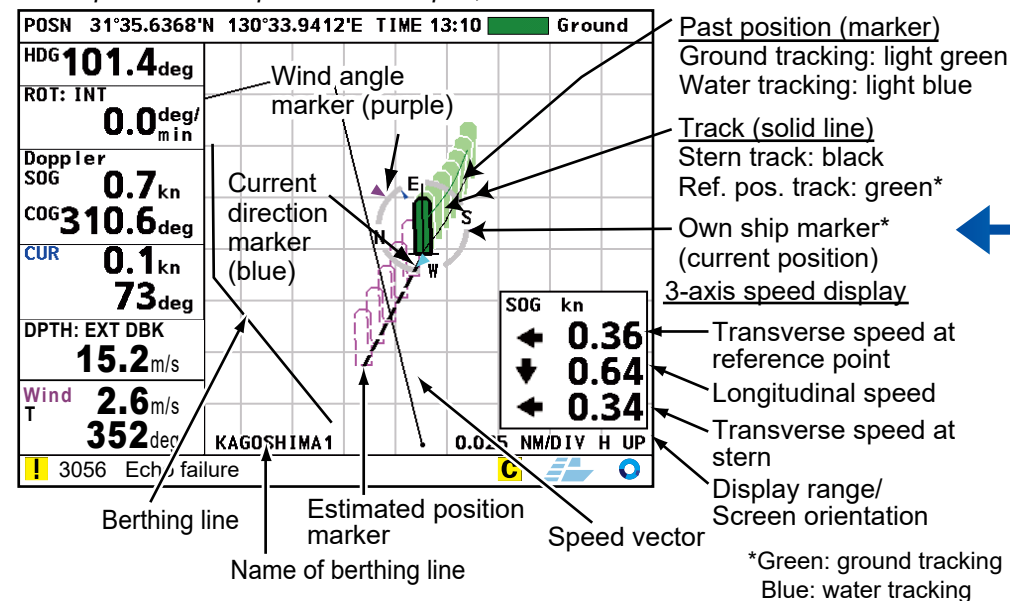 POSN 31°35.6368'N 130°33.9412'E TIME 13:10 Ground
HDG 101.4 deg
ROT: INT
0.0 deg/min
Doppler
SOG 0.7 kn
COG 310.6 deg
CUR 0.1 kn
73 deg
DPTH: EXT DBK
15.2 m/s
Wind 2.6 m/s
T 352 deg
Wind angle
marker (purple)
Current
direction
marker
(blue)
E
S
N
W
SOG kn
0.36
0.64
0.34
KAGOSHIMA1
0.025 NM/DIV H UP
! 3056 Echo failure
C
Past position (marker)
Ground tracking: light green
Water tracking: light blue
Track (solid line)
Stern track: black
Ref. pos. track: green*
Own ship marker*
(current position)
3-axis speed display
Transverse speed at
reference point
Longitudinal speed
Transverse speed at
stern
Display range/
Screen orientation
Berthing line
Estimated position
marker
Speed vector
Name of berthing line
*Green: ground tracking
Blue: water tracking